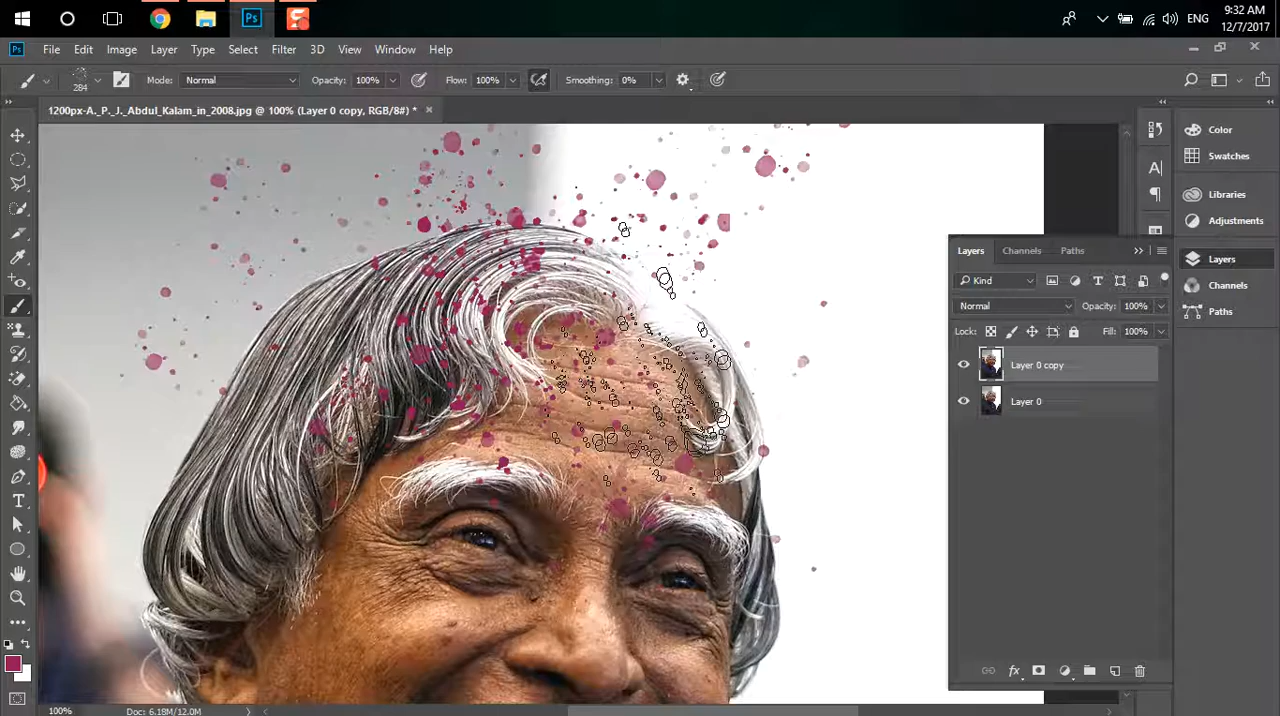 Ps
9:32 AM
ENG
12/7/2017
Ps File Edit Image Layer Type Select Filter 3D View Window Help
284 Mode: Normal Opacity: 100% Flow: 100% Smoothing: 0%
1200px-A._P._J._Abdul_Kalam_in_2008.jpg @ 100% (Layer 0 copy, RGB/8#) * ×
Color
Swatches
Libraries
Adjustments
Layers
Channels
Paths
Layers Channels Paths
Kind
Normal Opacity: 100%
Lock: Fill: 100%
Layer 0 copy
Layer 0
fx
100% Doc: 6.18M/12.0M